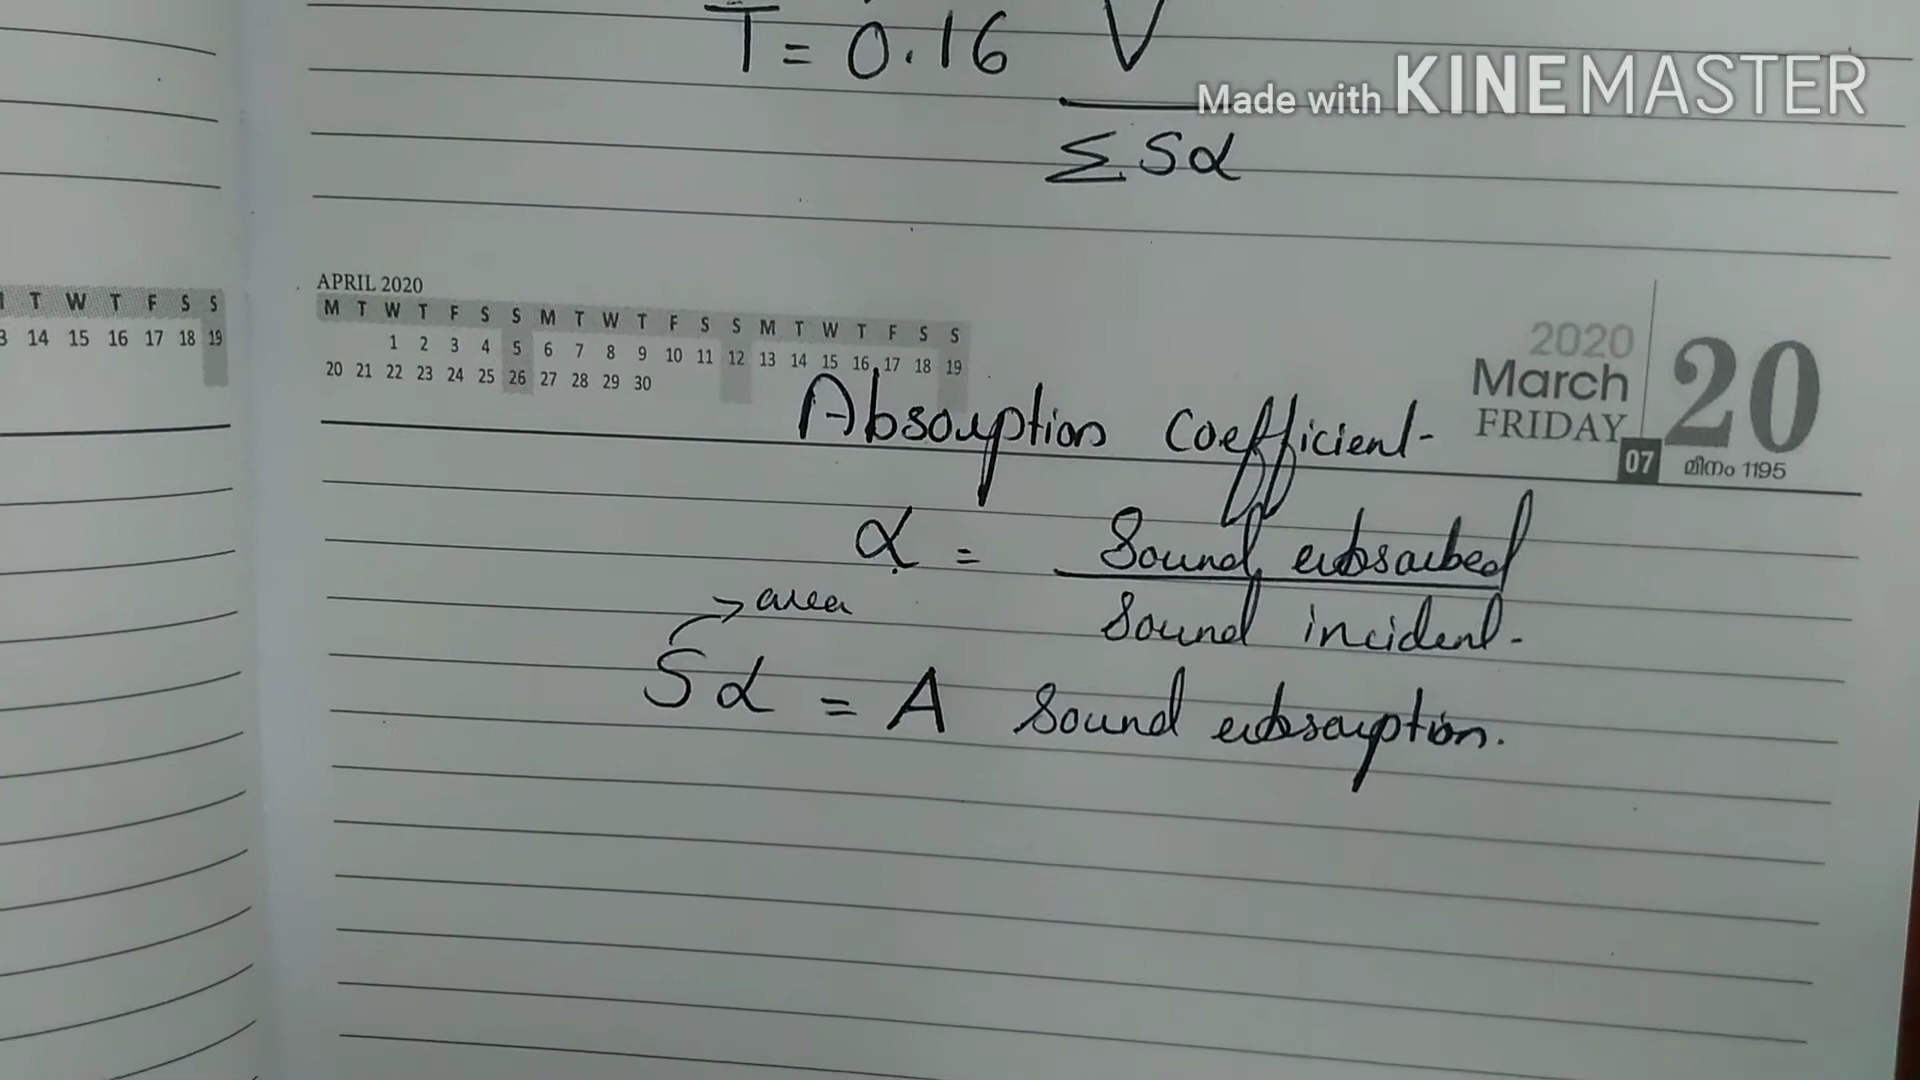 T = 0.16 V
Made with KINEMASTER
Σ Sα
APRIL 2020
M T W T F S S M T W T F S S M T W T F S S
1 2 3 4 5 6 7 8 9 10 11 12 13 14 15 16 17 18 19
20 21 22 23 24 25 26 27 28 29 30
T W T F S S
14 15 16 17 18 19
2020
March
FRIDAY
20
07
മീനം 1195
Absorption Coefficient-
α = Sound absorbed
Sound incident-
→ area
Sα = A Sound absorption.